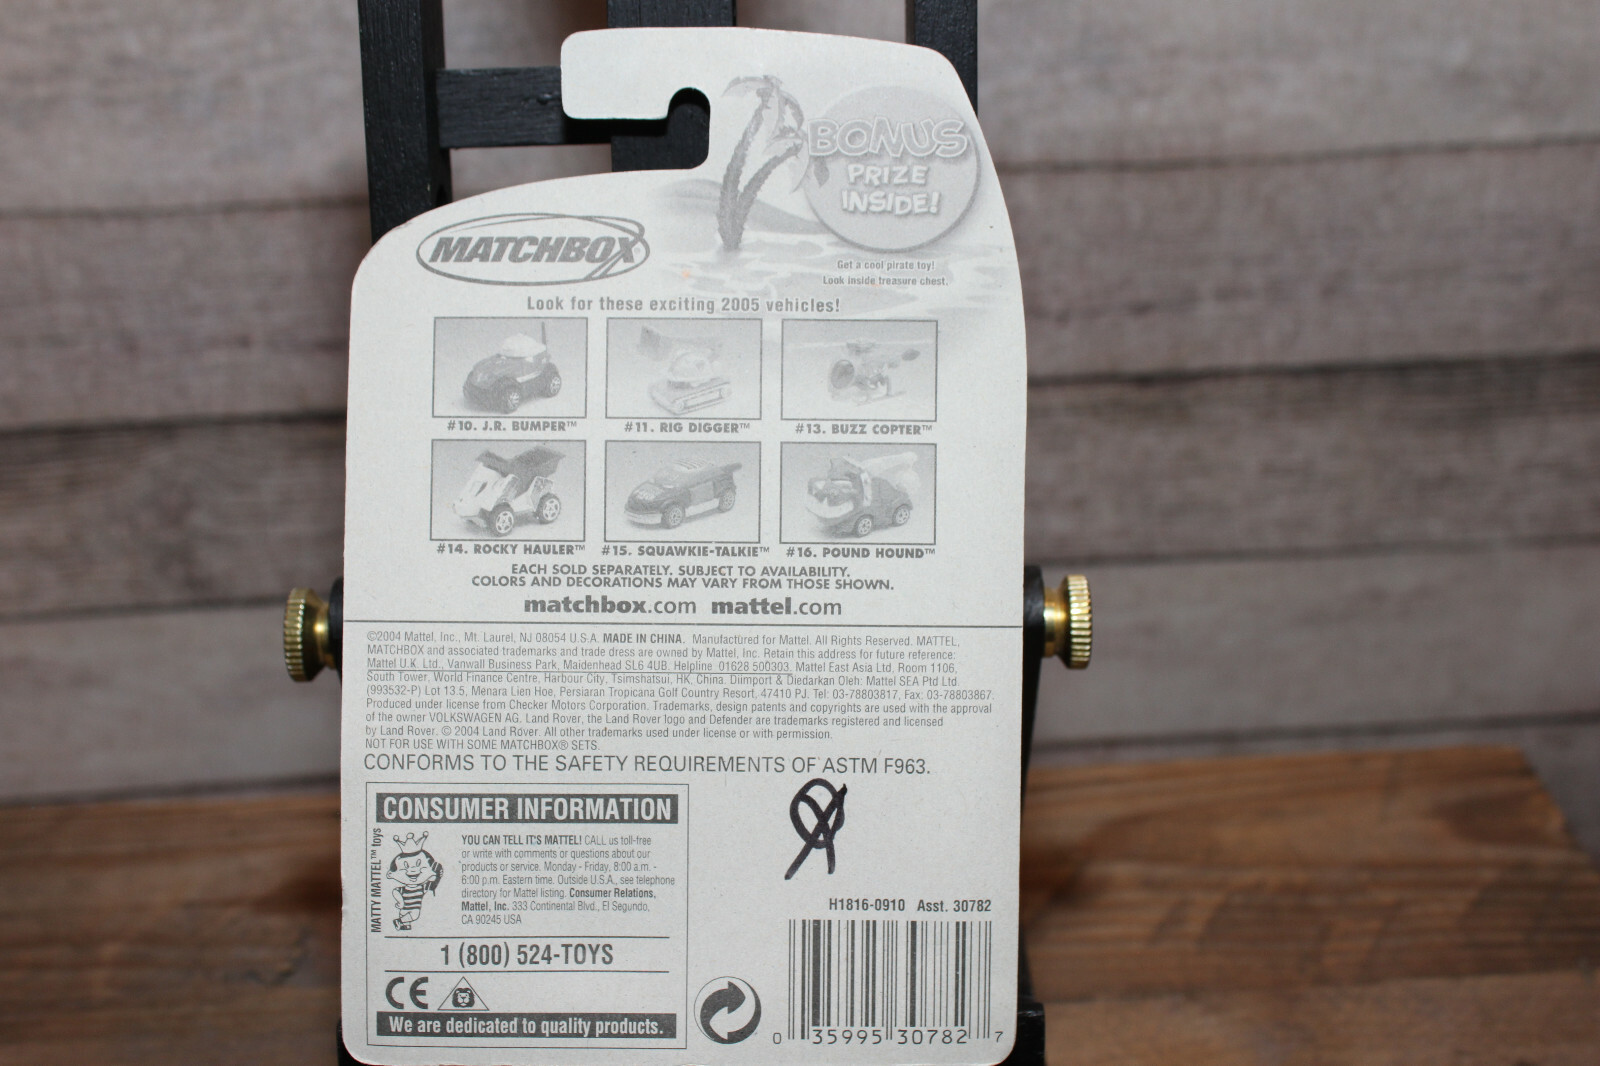 BONUS
PRIZE
INSIDE!
MATCHBOX
Get a cool pirate toy!
Look inside treasure chest.
Look for these exciting 2005 vehicles!
#10. J.R. BUMPER™ #11. RIG DIGGER™ #13. BUZZ COPTER™
#14. ROCKY HAULER™ #15. SQUAWKIE-TALKIE™ #16. POUND HOUND™
EACH SOLD SEPARATELY. SUBJECT TO AVAILABILITY.
COLORS AND DECORATIONS MAY VARY FROM THOSE SHOWN.
matchbox.com mattel.com
©2004 Mattel, Inc., Mt. Laurel, NJ 08054 U.S.A. MADE IN CHINA. Manufactured for Mattel. All Rights Reserved. MATTEL,
MATCHBOX and associated trademarks and trade dress are owned by Mattel, Inc. Retain this address for future reference:
Mattel U.K. Ltd., Vanwall Business Park, Maidenhead SL6 4UB. Helpline 01628 500303. Mattel East Asia Ltd, Room 1106,
South Tower, World Finance Centre, Harbour City, Tsimshatsui, HK, China. Diimport & Diedarkan Oleh: Mattel SEA Ptd Ltd.
(993532-P) Lot 13.5, Menara Lien Hoe, Persiaran Tropicana Golf Country Resort, 47410 PJ. Tel: 03-78803817, Fax: 03-78803867.
Produced under license from Checker Motors Corporation. Trademarks, design patents and copyrights are used with the approval
of the owner VOLKSWAGEN AG. Land Rover, the Land Rover logo and Defender are trademarks registered and licensed
by Land Rover. © 2004 Land Rover. All other trademarks used under license or with permission.
NOT FOR USE WITH SOME MATCHBOX® SETS.
CONFORMS TO THE SAFETY REQUIREMENTS OF ASTM F963.
CONSUMER INFORMATION
MATTY MATTEL™ toys
YOU CAN TELL IT'S MATTEL! CALL us toll-free
or write with comments or questions about our
products or service. Monday - Friday, 8:00 a.m. -
6:00 p.m. Eastern time. Outside U.S.A., see telephone
directory for Mattel listing. Consumer Relations,
Mattel, Inc. 333 Continental Blvd., El Segundo,
CA 90245 USA
1 (800) 524-TOYS
CE
We are dedicated to quality products.
H1816-0910 Asst. 30782
0 35995 30782 7